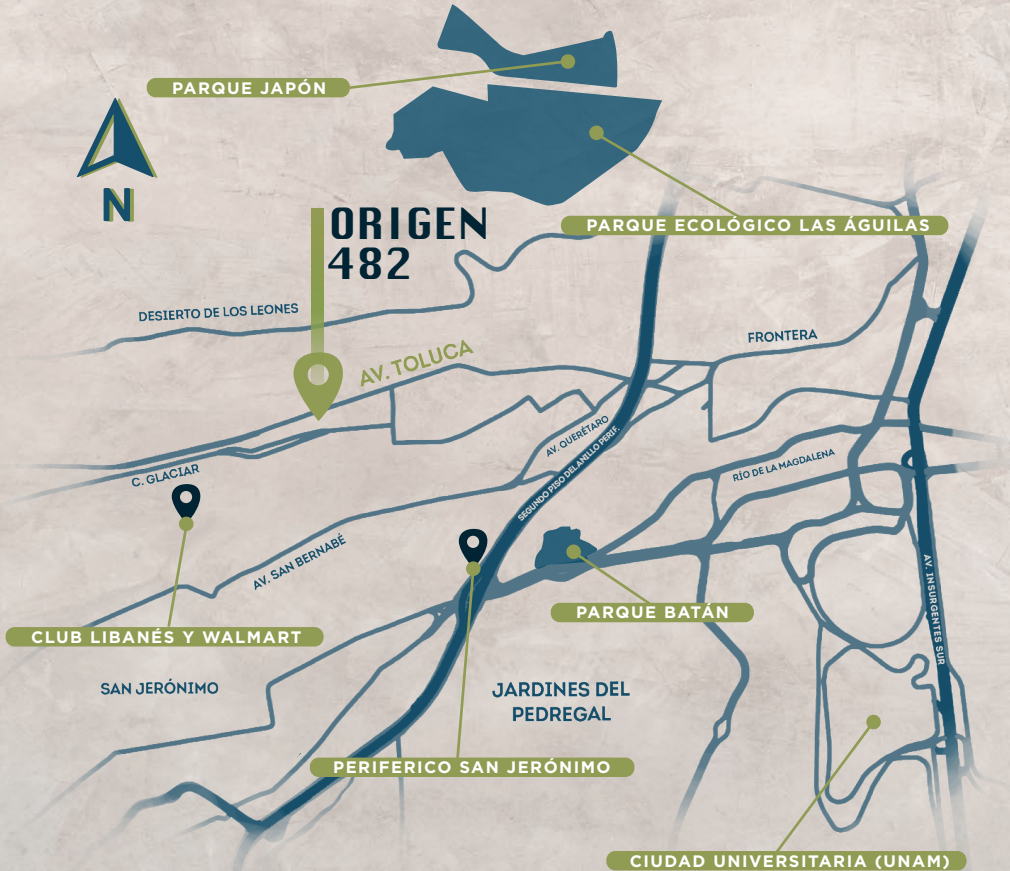 PARQUE JAPÓN
N
ORIGEN
482
PARQUE ECOLÓGICO LAS ÁGUILAS
DESIERTO DE LOS LEONES
FRONTERA
AV. TOLUCA
AV. QUERÉTARO
SEGUNDO PISO DEL ANILLO PERIF.
RÍO DE LA MAGDALENA
C. GLACIAR
AV. SAN BERNABÉ
AV. INSURGENTES SUR
PARQUE BATÁN
CLUB LIBANÉS Y WALMART
SAN JERÓNIMO
JARDINES DEL
PEDREGAL
PERIFERICO SAN JERÓNIMO
CIUDAD UNIVERSITARIA (UNAM)